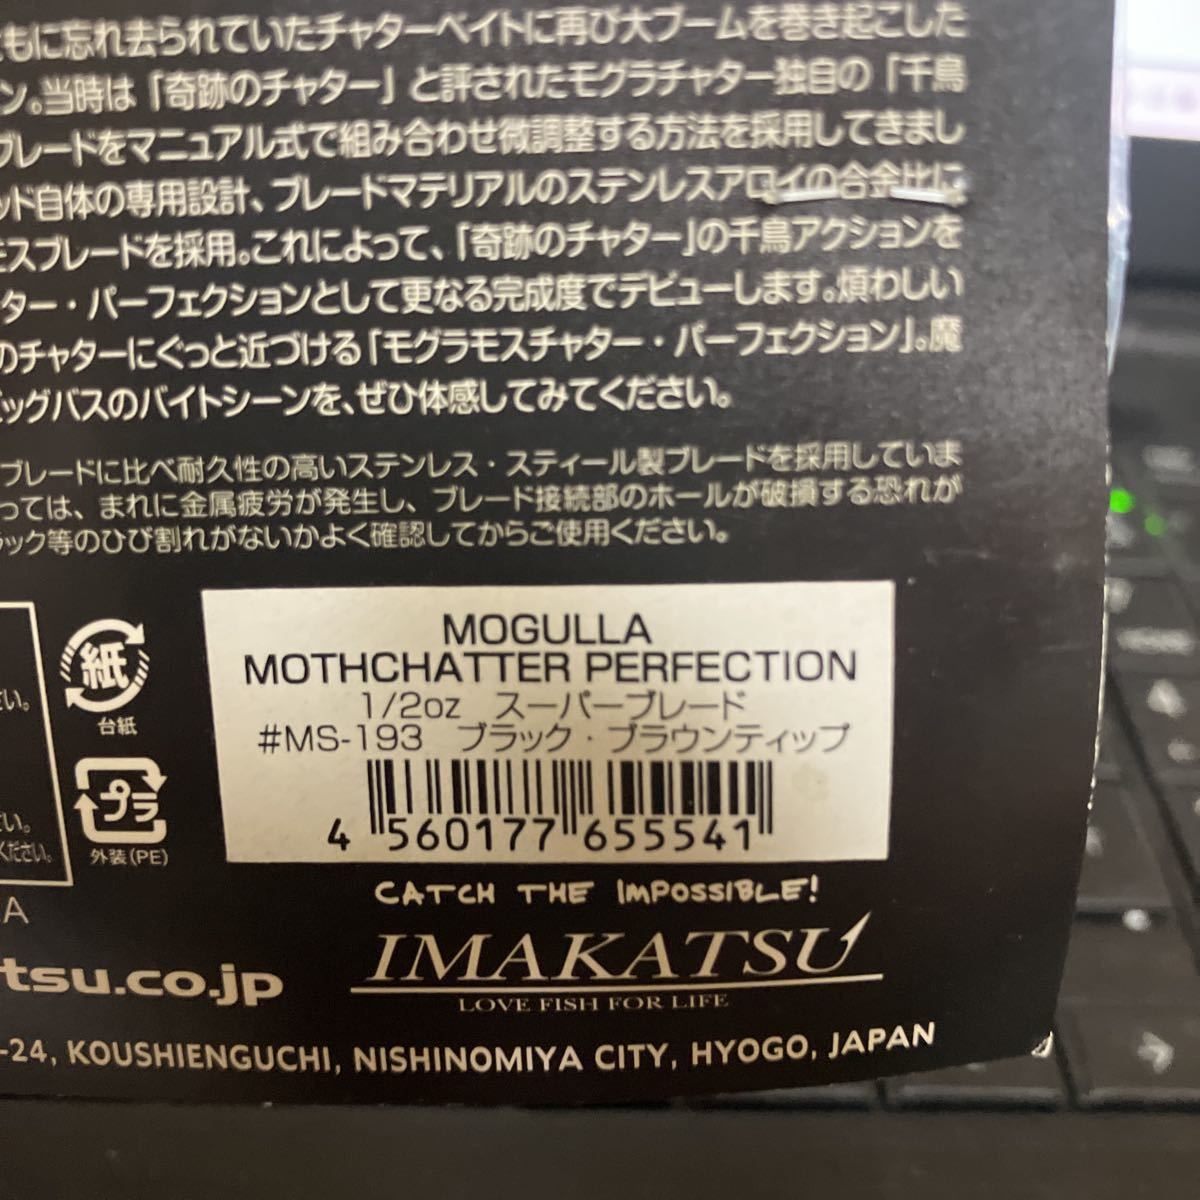 ともに忘れ去られていたチャターベイトに再び大ブームを巻き起こした
ン。当時は「奇跡のチャター」と評されたモグラチャター独自の「千鳥
ブレードをマニュアル式で組み合わせ微調整する方法を採用してきまし
ッド自体の専用設計、ブレードマテリアルのステンレスアロイの合金比に
モスブレードを採用。これによって、「奇跡のチャター」の千鳥アクションを
ター・パーフェクションとして更なる完成度でデビューします。煩わしい
のチャターにぐっと近づける「モグラモスチャター・パーフェクション」。魔
ビッグバスのバイトシーンを、ぜひ体感してみてください。
ブレードに比べ耐久性の高いステンレス・スティール製ブレードを採用していま
っては、まれに金属疲労が発生し、ブレード接続部のホールが破損する恐れが
ラック等のひび割れがないかよく確認してからご使用ください。
さい。
紙
台紙
プラ
外装(PE)
さい。
ください。
MOGULLA
MOTHCHATTER PERFECTION
1/2oz スーパーブレード
#MS-193 ブラック・ブラウンティップ
4 560177 655541
CATCH THE IMPOSSIBLE!
IMAKATSU
LOVE FISH FOR LIFE
A
tsu.co.jp
-24, KOUSHIENGUCHI, NISHINOMIYA CITY, HYOGO, JAPAN